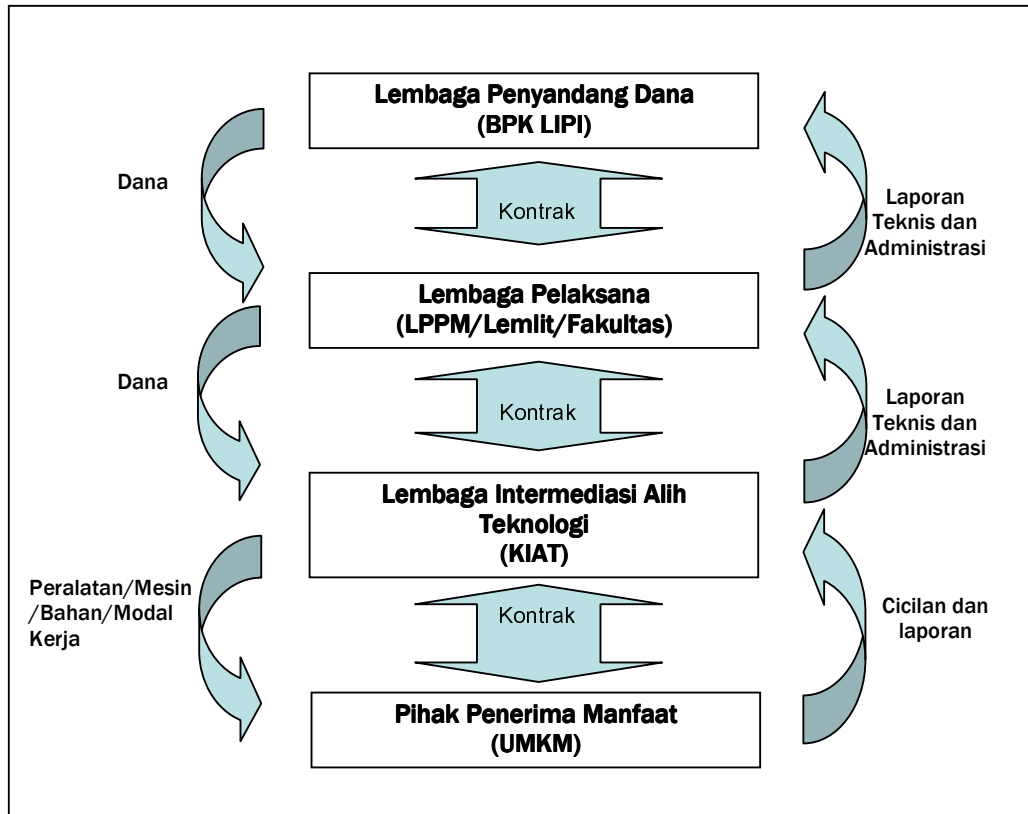 Lembaga Penyandang Dana
(BPK LIPI)
Dana
Kontrak
Laporan
Teknis dan
Administrasi
Lembaga Pelaksana
(LPPM/Lemlit/Fakultas)
Dana
Kontrak
Laporan
Teknis dan
Administrasi
Lembaga Intermediasi Alih
Teknologi
(KIAT)
Peralatan/Mesin
/Bahan/Modal
Kerja
Kontrak
Cicilan dan
laporan
Pihak Penerima Manfaat
(UMKM)